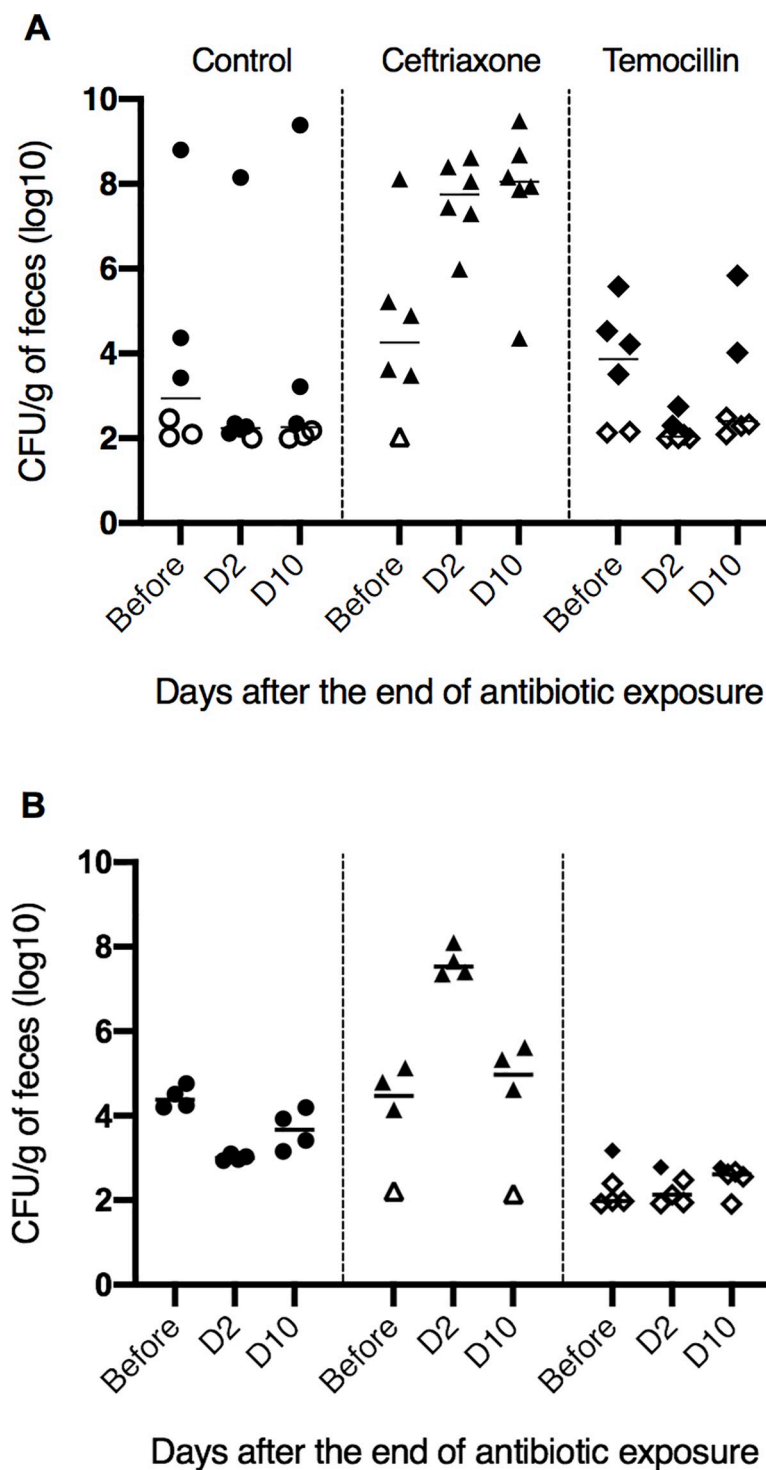 A
Control Ceftriaxone Temocillin
CFU/g of feces (log10)
10
8
6
4
2
0
Before D2 D10 Before D2 D10 Before D2 D10
Days after the end of antibiotic exposure
B
CFU/g of feces (log10)
10
8
6
4
2
0
Before D2 D10 Before D2 D10 Before D2 D10
Days after the end of antibiotic exposure